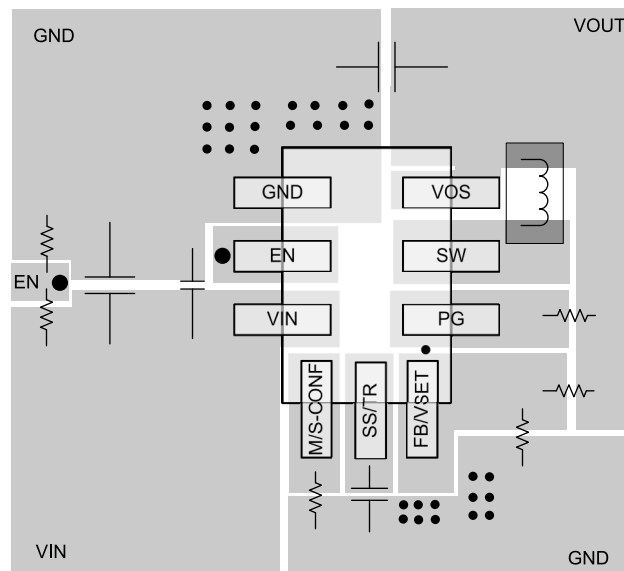 GND
VOUT
GND
VOS
EN
SW
EN
VIN
PG
M/S-CONF
SS/TR
FB/VSET
VIN
GND